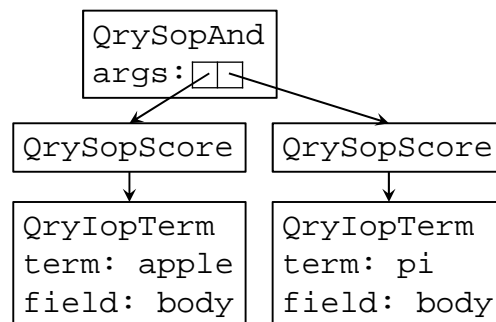 QrySopAnd
args:
QrySopScore
QrySopScore
QryIopTerm
term: apple
field: body
QryIopTerm
term: pi
field: body